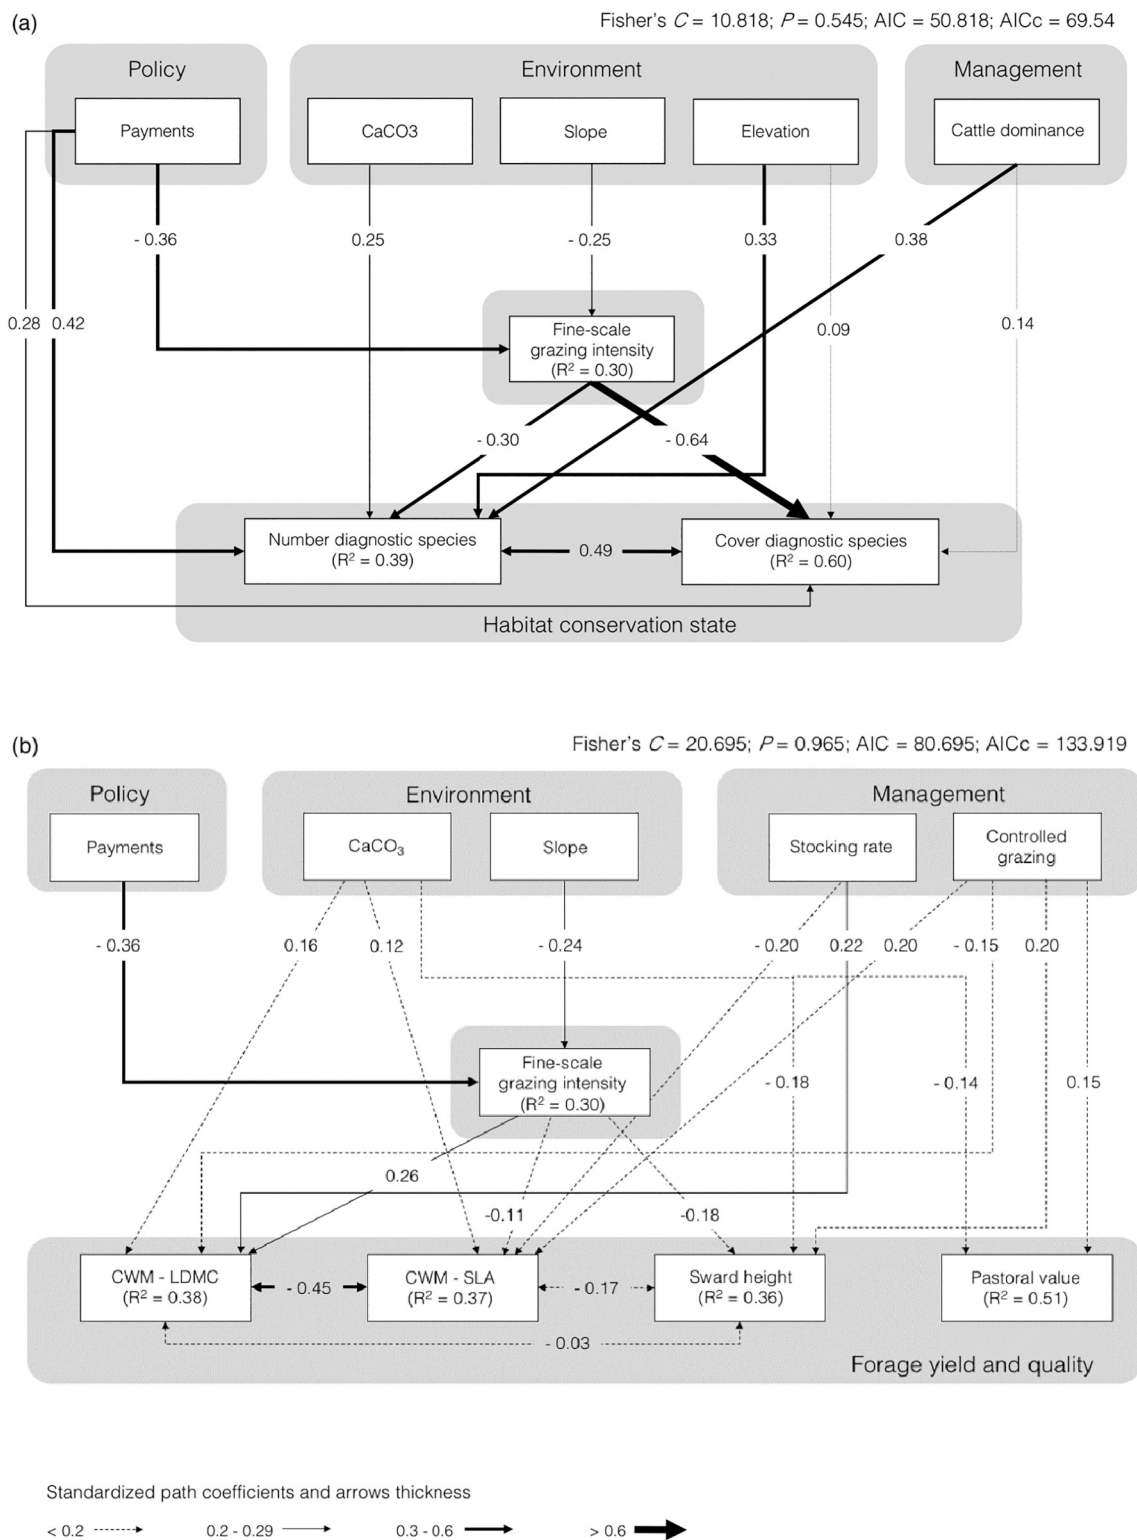 (a)
Fisher's C = 10.818; P = 0.545; AIC = 50.818; AICc = 69.54
Policy
Environment
Management
Payments
CaCO3
Slope
Elevation
Cattle dominance
- 0.36
0.25
- 0.25
0.33
0.38
0.28
0.42
0.09
0.14
Fine-scale
grazing intensity
(R² = 0.30)
- 0.30
- 0.64
Number diagnostic species
(R² = 0.39)
0.49
Cover diagnostic species
(R² = 0.60)
Habitat conservation state
(b)
Fisher's C = 20.695; P = 0.965; AIC = 80.695; AICc = 133.919
Policy
Environment
Management
Payments
CaCO₃
Slope
Stocking rate
Controlled
grazing
- 0.36
0.16
0.12
- 0.24
- 0.20
0.22
0.20
- 0.15
0.20
Fine-scale
grazing intensity
(R² = 0.30)
- 0.18
- 0.14
0.15
0.26
-0.11
-0.18
CWM - LDMC
(R² = 0.38)
- 0.45
CWM - SLA
(R² = 0.37)
- 0.17
Sward height
(R² = 0.36)
Pastoral value
(R² = 0.51)
- 0.03
Forage yield and quality
Standardized path coefficients and arrows thickness
< 0.2
0.2 - 0.29
0.3 - 0.6
> 0.6